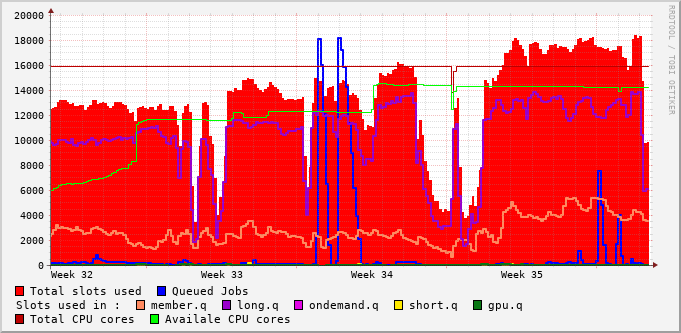 RRDTOOL / TOBI OETIKER
20000
18000
16000
14000
12000
10000
8000
6000
4000
2000
0
Week 32 Week 33 Week 34 Week 35
Total slots used Queued Jobs
Slots used in : member.q long.q ondemand.q short.q gpu.q
Total CPU cores Availale CPU cores